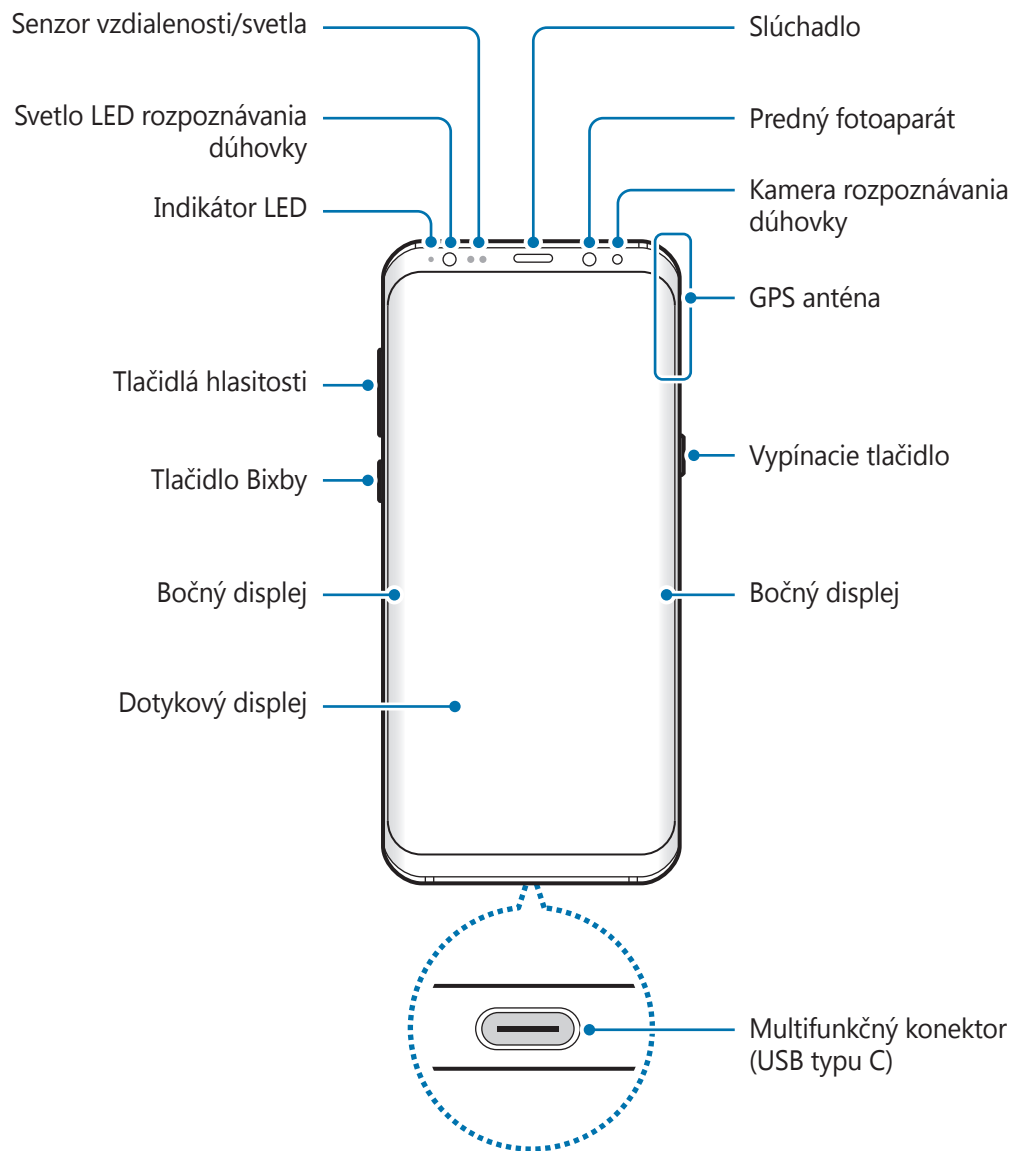 Senzor vzdialenosti/svetla
Svetlo LED rozpoznávania
dúhovky
Indikátor LED
Tlačidlá hlasitosti
Tlačidlo Bixby
Bočný displej
Dotykový displej
Slúchadlo
Predný fotoaparát
Kamera rozpoznávania
dúhovky
GPS anténa
Vypínacie tlačidlo
Bočný displej
Multifunkčný konektor
(USB typu C)